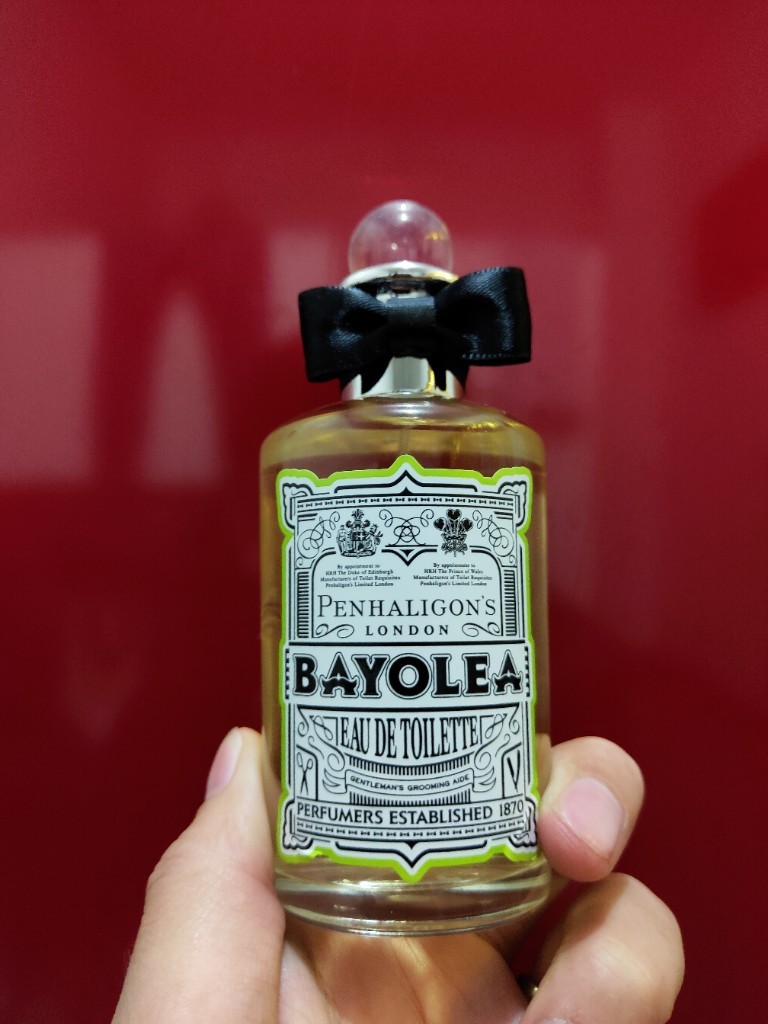 By appointment to
HRH The Duke of Edinburgh
Manufacturers of Toilet Requisites
Penhaligon's Limited London
By appointment to
HRH The Prince of Wales
Manufacturers of Toilet Requisites
Penhaligon's Limited London
PENHALIGON'S
LONDON
BAYOLEA
EAU DE TOILETTE
GENTLEMAN'S GROOMING AIDE
PERFUMERS ESTABLISHED 1870